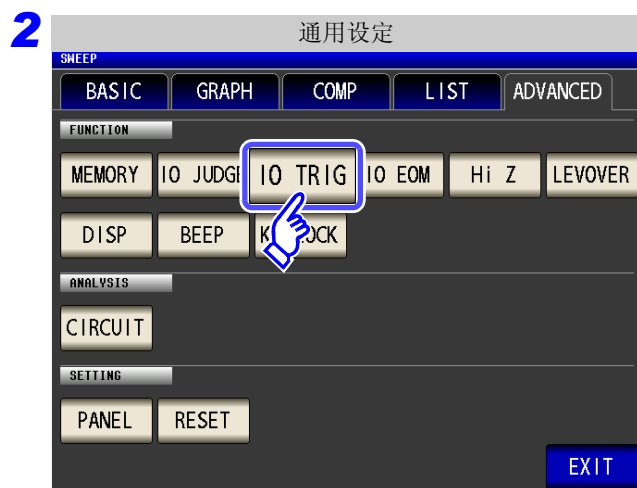 2
通用设定
SWEEP
BASIC GRAPH COMP LIST ADVANCED
FUNCTION
MEMORY IO JUDGE IO TRIG IO EOM Hi Z LEVOVER
DISP BEEP
ANALYSIS
CIRCUIT
SETTING
PANEL RESET
EXIT